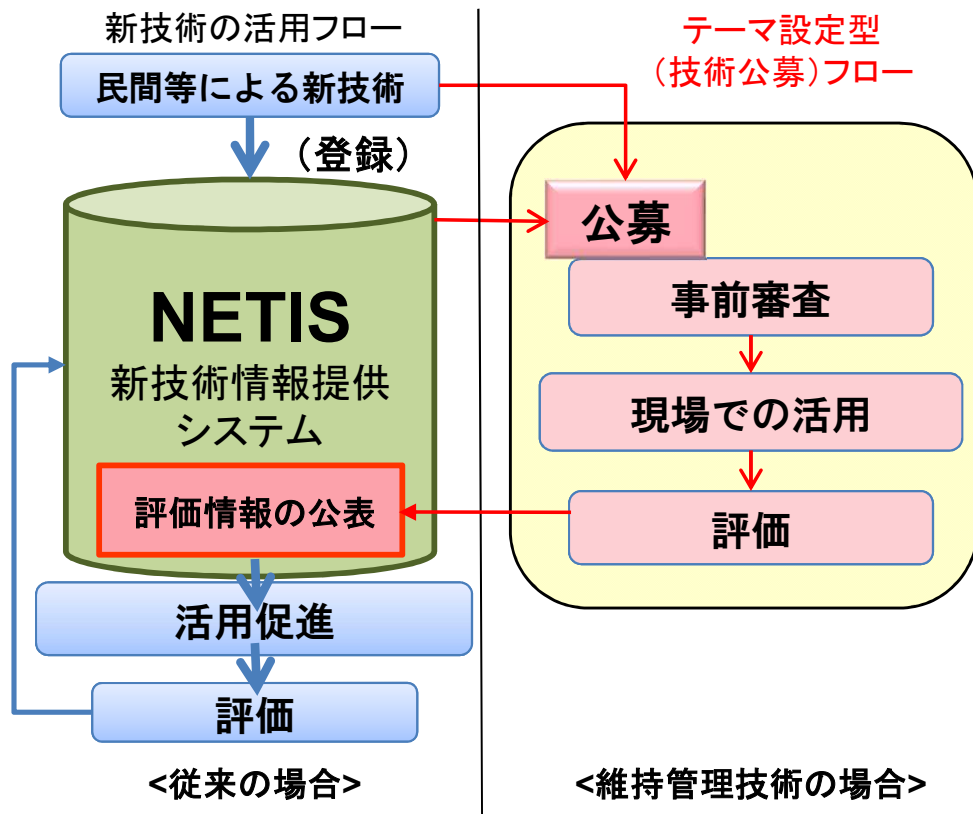 新技術の活用フロー
民間等による新技術
（登録）
NETIS
新技術情報提供
システム
評価情報の公表
活用促進
評価
<従来の場合>
テーマ設定型
（技術公募）フロー
公募
事前審査
現場での活用
評価
<維持管理技術の場合>